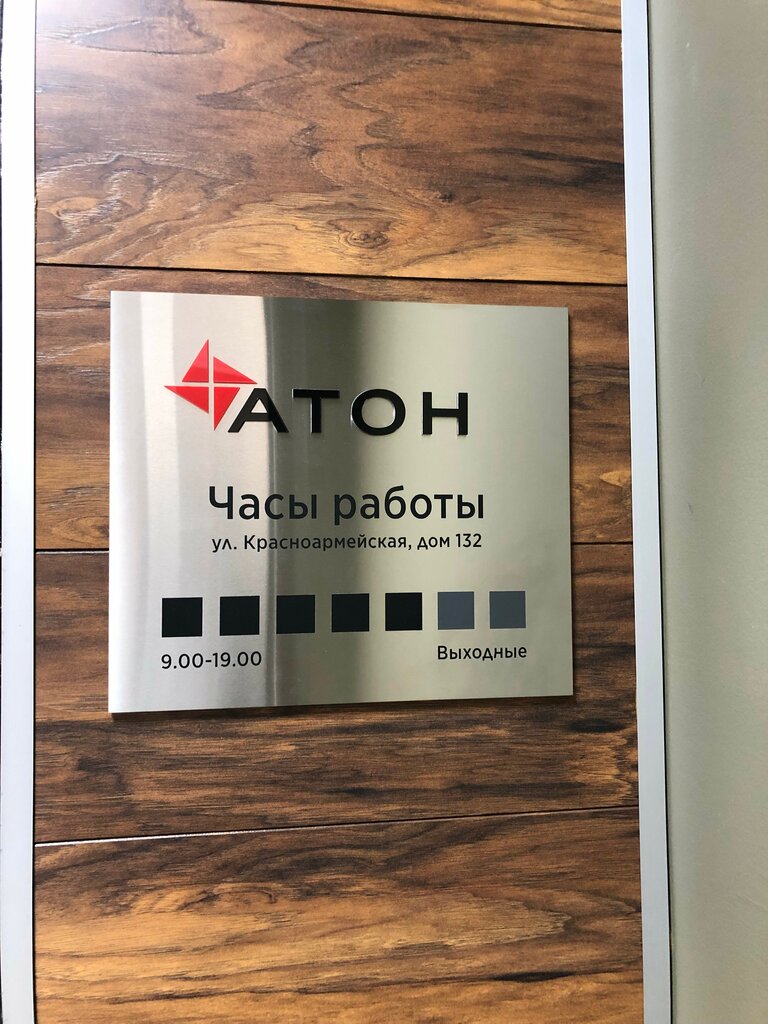 АТОН
Часы работы
ул. Красноармейская, дом 132
9.00-19.00
Выходные